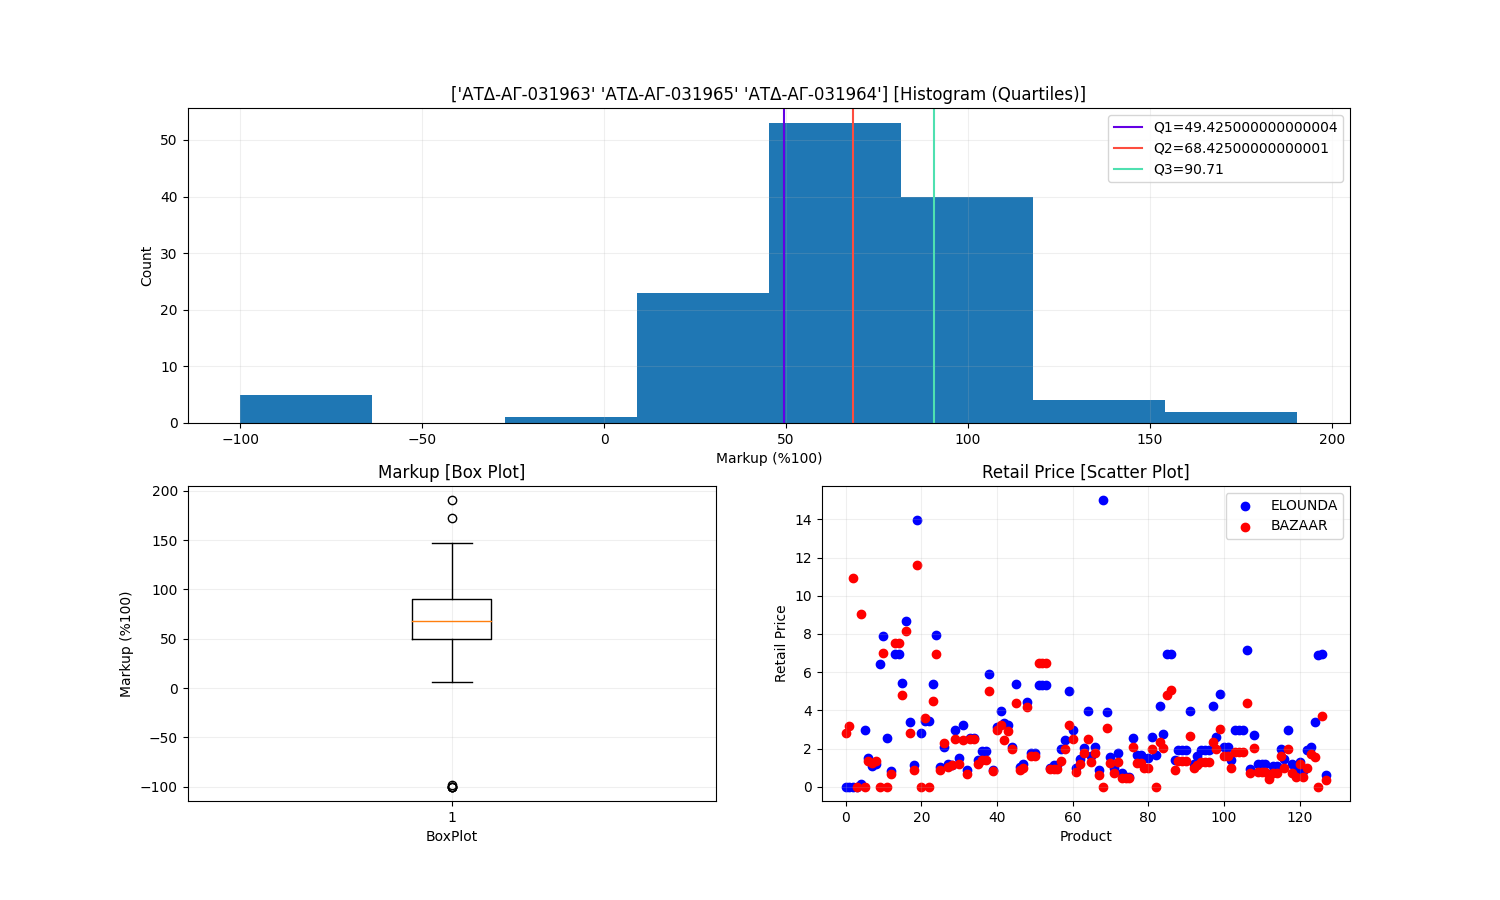 ['ΑΤΔ-ΑΓ-031963' 'ΑΤΔ-ΑΓ-031965' 'ΑΤΔ-ΑΓ-031964'] [Histogram (Quartiles)]
Q1=49.425000000000004
Q2=68.42500000000001
Q3=90.71
50
40
30
20
10
0
Count
−100
−50
0
50
100
150
200
Markup (%100)
Markup [Box Plot]
200
150
100
50
0
−50
−100
Markup (%100)
1
BoxPlot
Retail Price [Scatter Plot]
ELOUNDA
BAZAAR
14
12
10
8
6
4
2
0
Retail Price
0
20
40
60
80
100
120
Product